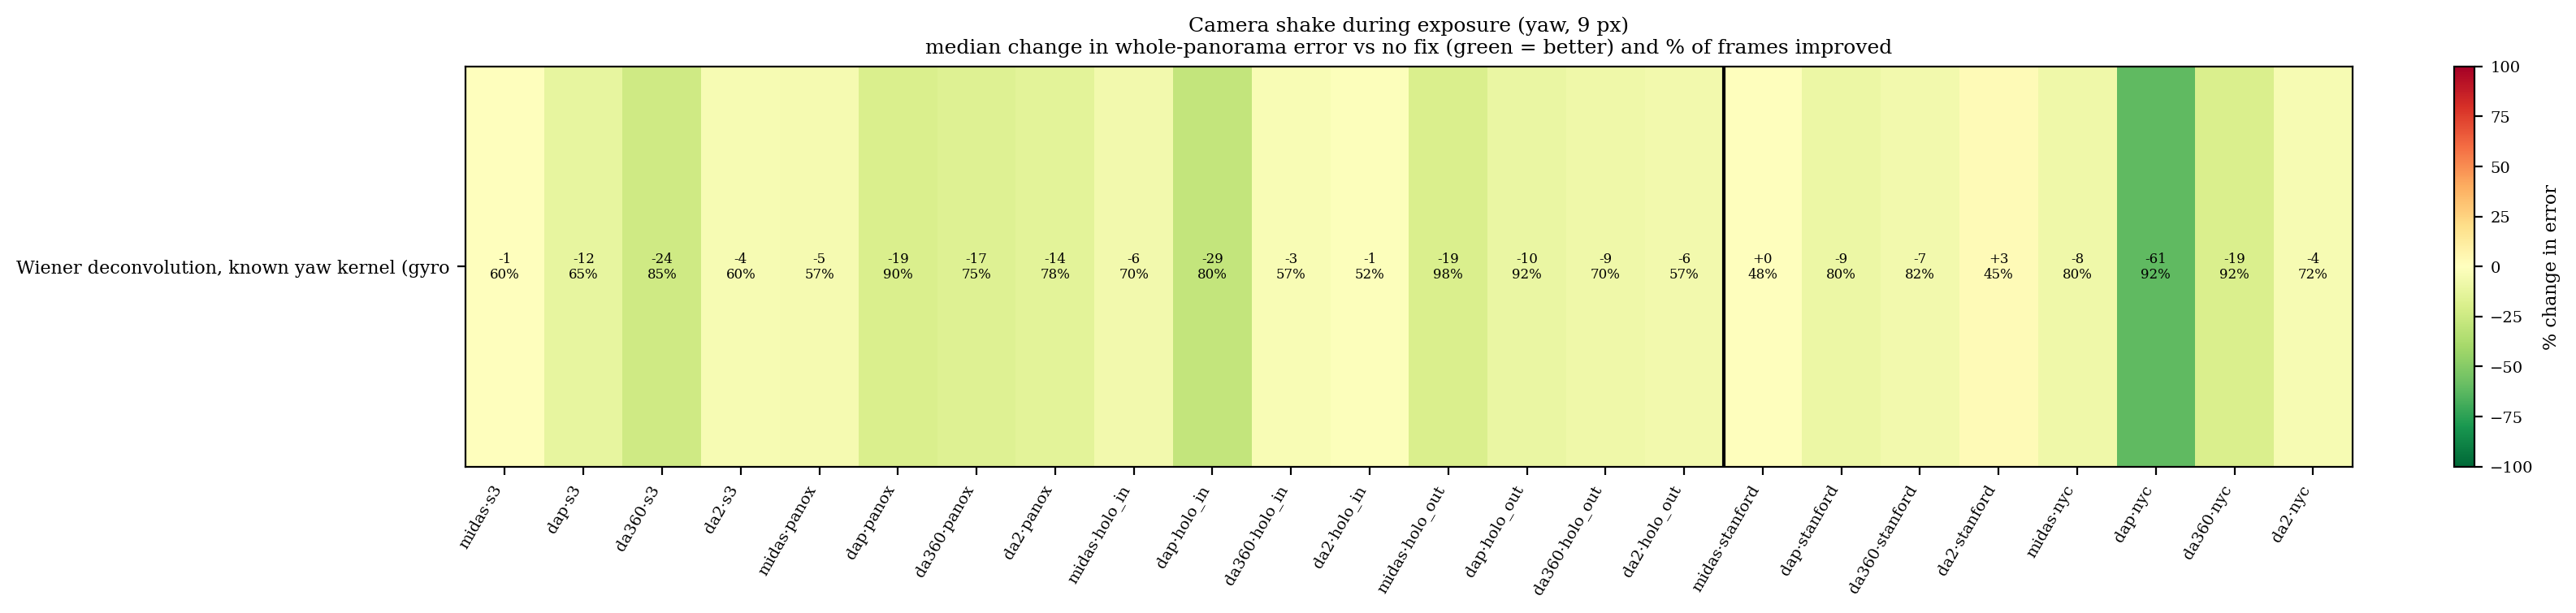 Camera shake during exposure (yaw, 9 px)
median change in whole-panorama error vs no fix (green = better) and % of frames improved
Wiener deconvolution, known yaw kernel (gyro
-1 -12 -24 -4 -5 -19 -17 -14 -6 -29 -3 -1 -19 -10 -9 -6 +0 -9 -7 +3 -8 -61 -19 -4
60% 65% 85% 60% 57% 90% 75% 78% 70% 80% 57% 52% 98% 92% 70% 57% 48% 80% 82% 45% 80% 92% 92% 72%
midas·s3 dap·s3 da360·s3 da2·s3 midas·panox dap·panox da360·panox da2·panox midas·holo_in dap·holo_in da360·holo_in da2·holo_in midas·holo_out dap·holo_out da360·holo_out da2·holo_out midas·stanford dap·stanford da360·stanford da2·stanford midas·nyc dap·nyc da360·nyc da2·nyc
100
75
50
25
0
−25
−50
−75
−100
% change in error